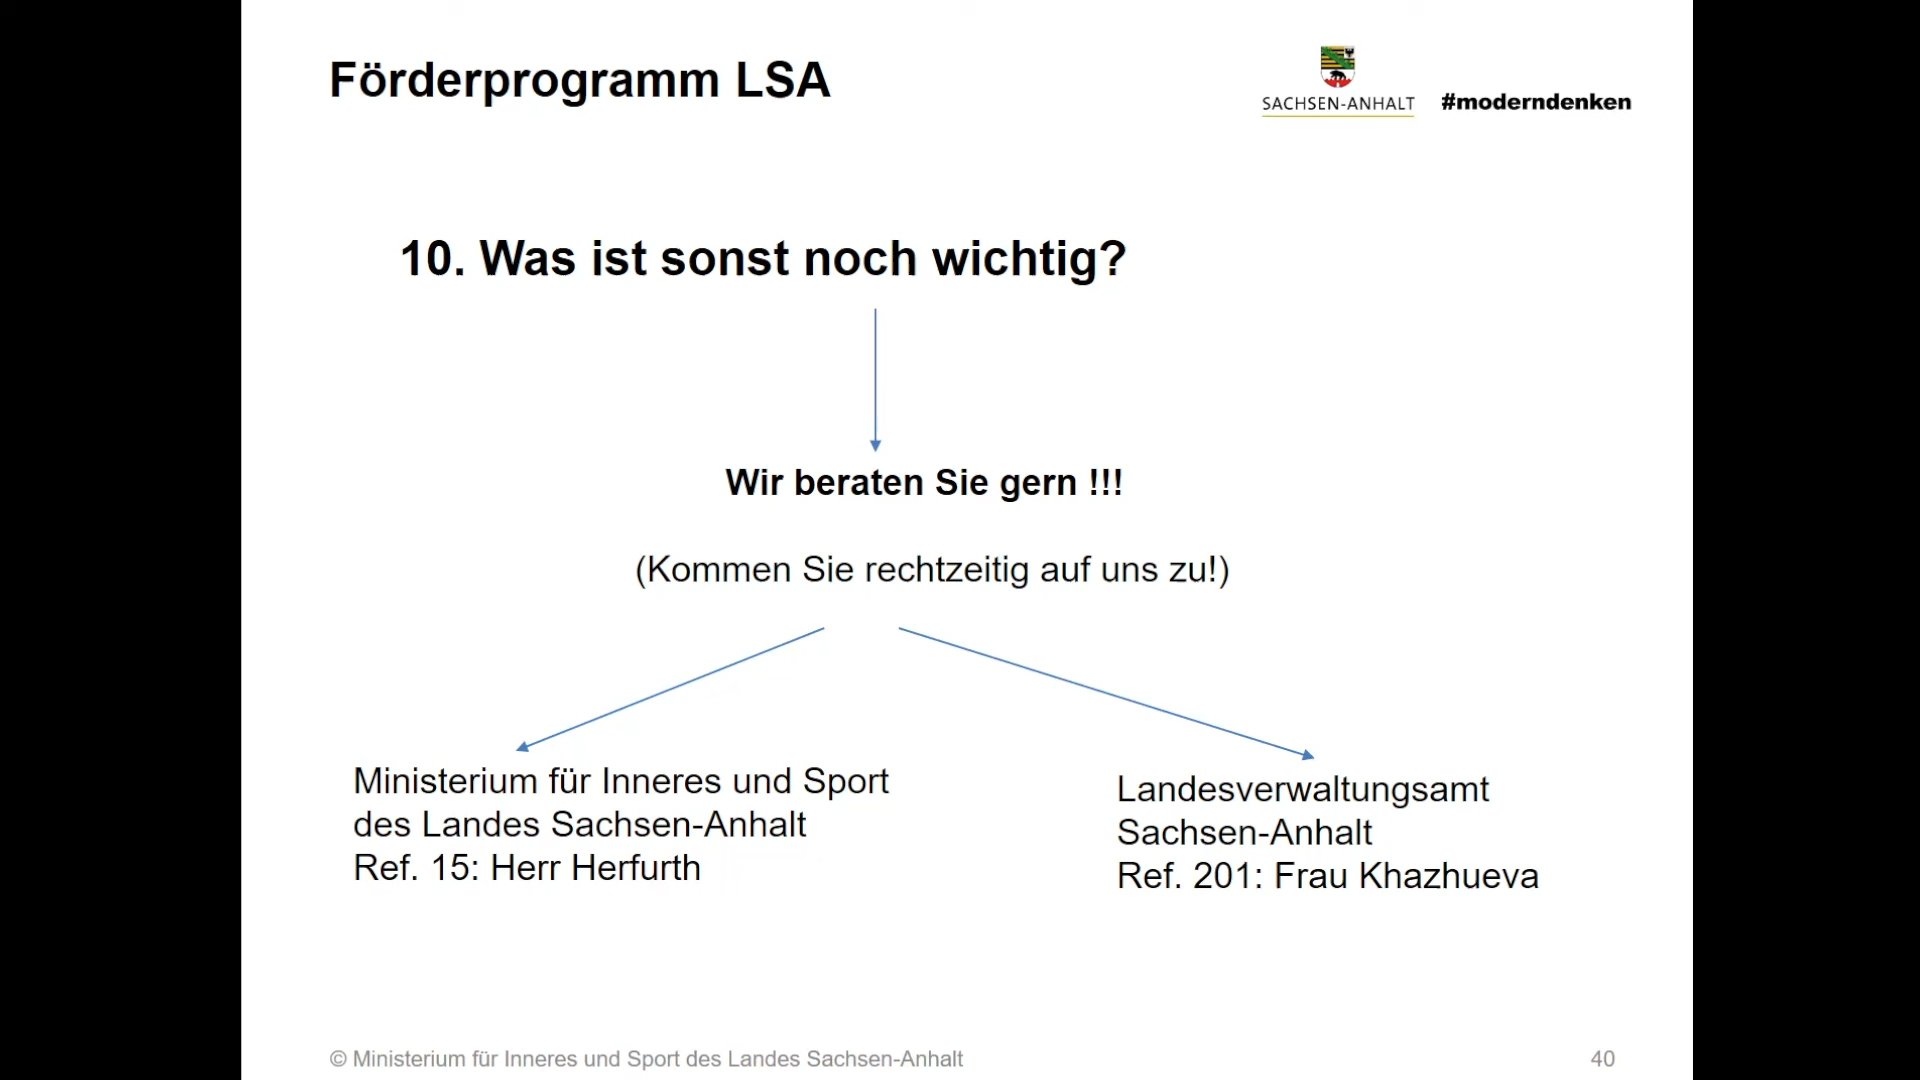 Förderprogramm LSA
SACHSEN-ANHALT
#moderndenken
10. Was ist sonst noch wichtig?
Wir beraten Sie gern !!!
(Kommen Sie rechtzeitig auf uns zu!)
Ministerium für Inneres und Sport
des Landes Sachsen-Anhalt
Ref. 15: Herr Herfurth
Landesverwaltungsamt
Sachsen-Anhalt
Ref. 201: Frau Khazhueva
© Ministerium für Inneres und Sport des Landes Sachsen-Anhalt
40